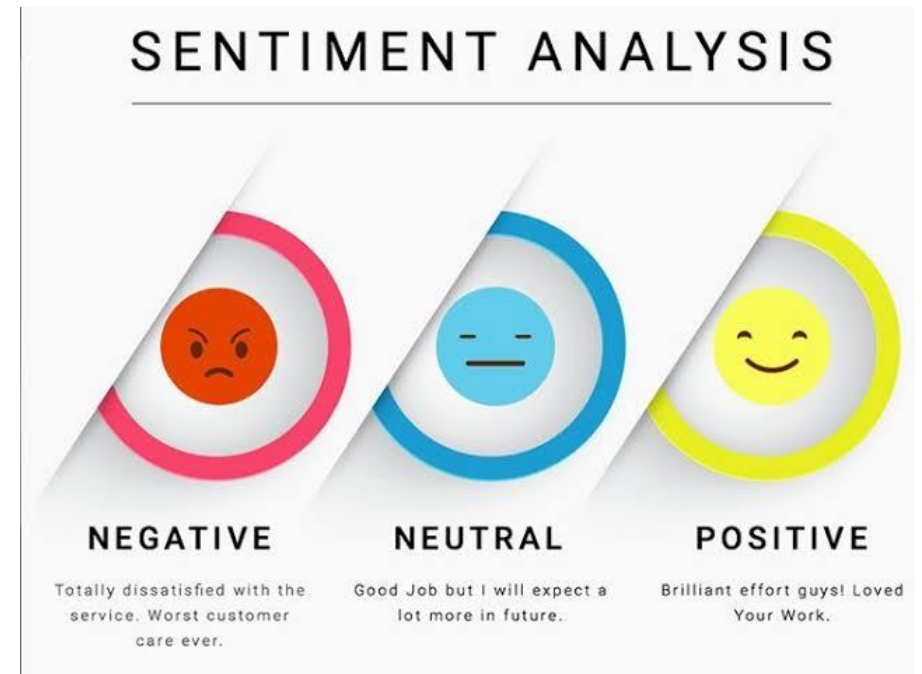 SENTIMENT ANALYSIS
NEGATIVE
Totally dissatisfied with the
service. Worst customer
care ever.
NEUTRAL
Good Job but I will expect a
lot more in future.
POSITIVE
Brilliant effort guys! Loved
Your Work.